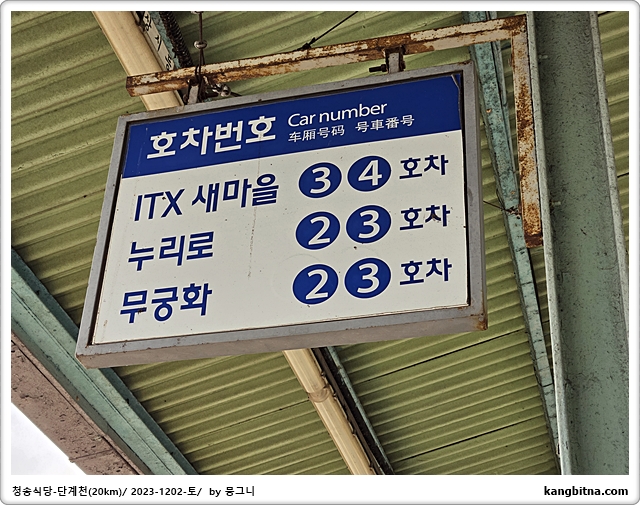 호차번호 Car number
车厢号码 号車番号
ITX 새마을 3 4 호차
누리로 2 3 호차
무궁화 2 3 호차
청송식당-단계천(20km)/ 2023-1202-토/ by 뭉그니
kangbitna.com